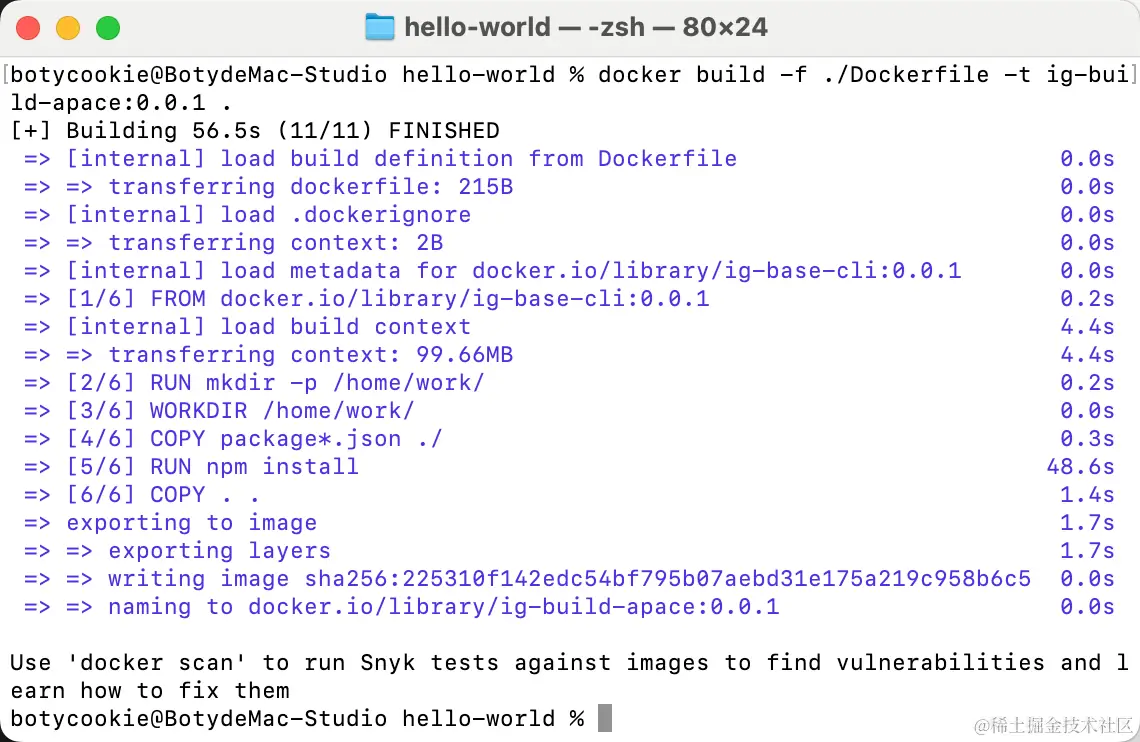 hello-world — -zsh — 80×24
botycookie@BotydeMac-Studio hello-world % docker build -f ./Dockerfile -t ig-bui
ld-apace:0.0.1 .
[+] Building 56.5s (11/11) FINISHED
=> [internal] load build definition from Dockerfile 0.0s
=> => transferring dockerfile: 215B 0.0s
=> [internal] load .dockerignore 0.0s
=> => transferring context: 2B 0.0s
=> [internal] load metadata for docker.io/library/ig-base-cli:0.0.1 0.0s
=> [1/6] FROM docker.io/library/ig-base-cli:0.0.1 0.2s
=> [internal] load build context 4.4s
=> => transferring context: 99.66MB 4.4s
=> [2/6] RUN mkdir -p /home/work/ 0.2s
=> [3/6] WORKDIR /home/work/ 0.0s
=> [4/6] COPY package*.json ./ 0.3s
=> [5/6] RUN npm install 48.6s
=> [6/6] COPY . . 1.4s
=> exporting to image 1.7s
=> => exporting layers 1.7s
=> => writing image sha256:225310f142edc54bf795b07aebd31e175a219c958b6c5 0.0s
=> => naming to docker.io/library/ig-build-apace:0.0.1 0.0s
Use 'docker scan' to run Snyk tests against images to find vulnerabilities and l
earn how to fix them
botycookie@BotydeMac-Studio hello-world %
@稀土掘金技术社区